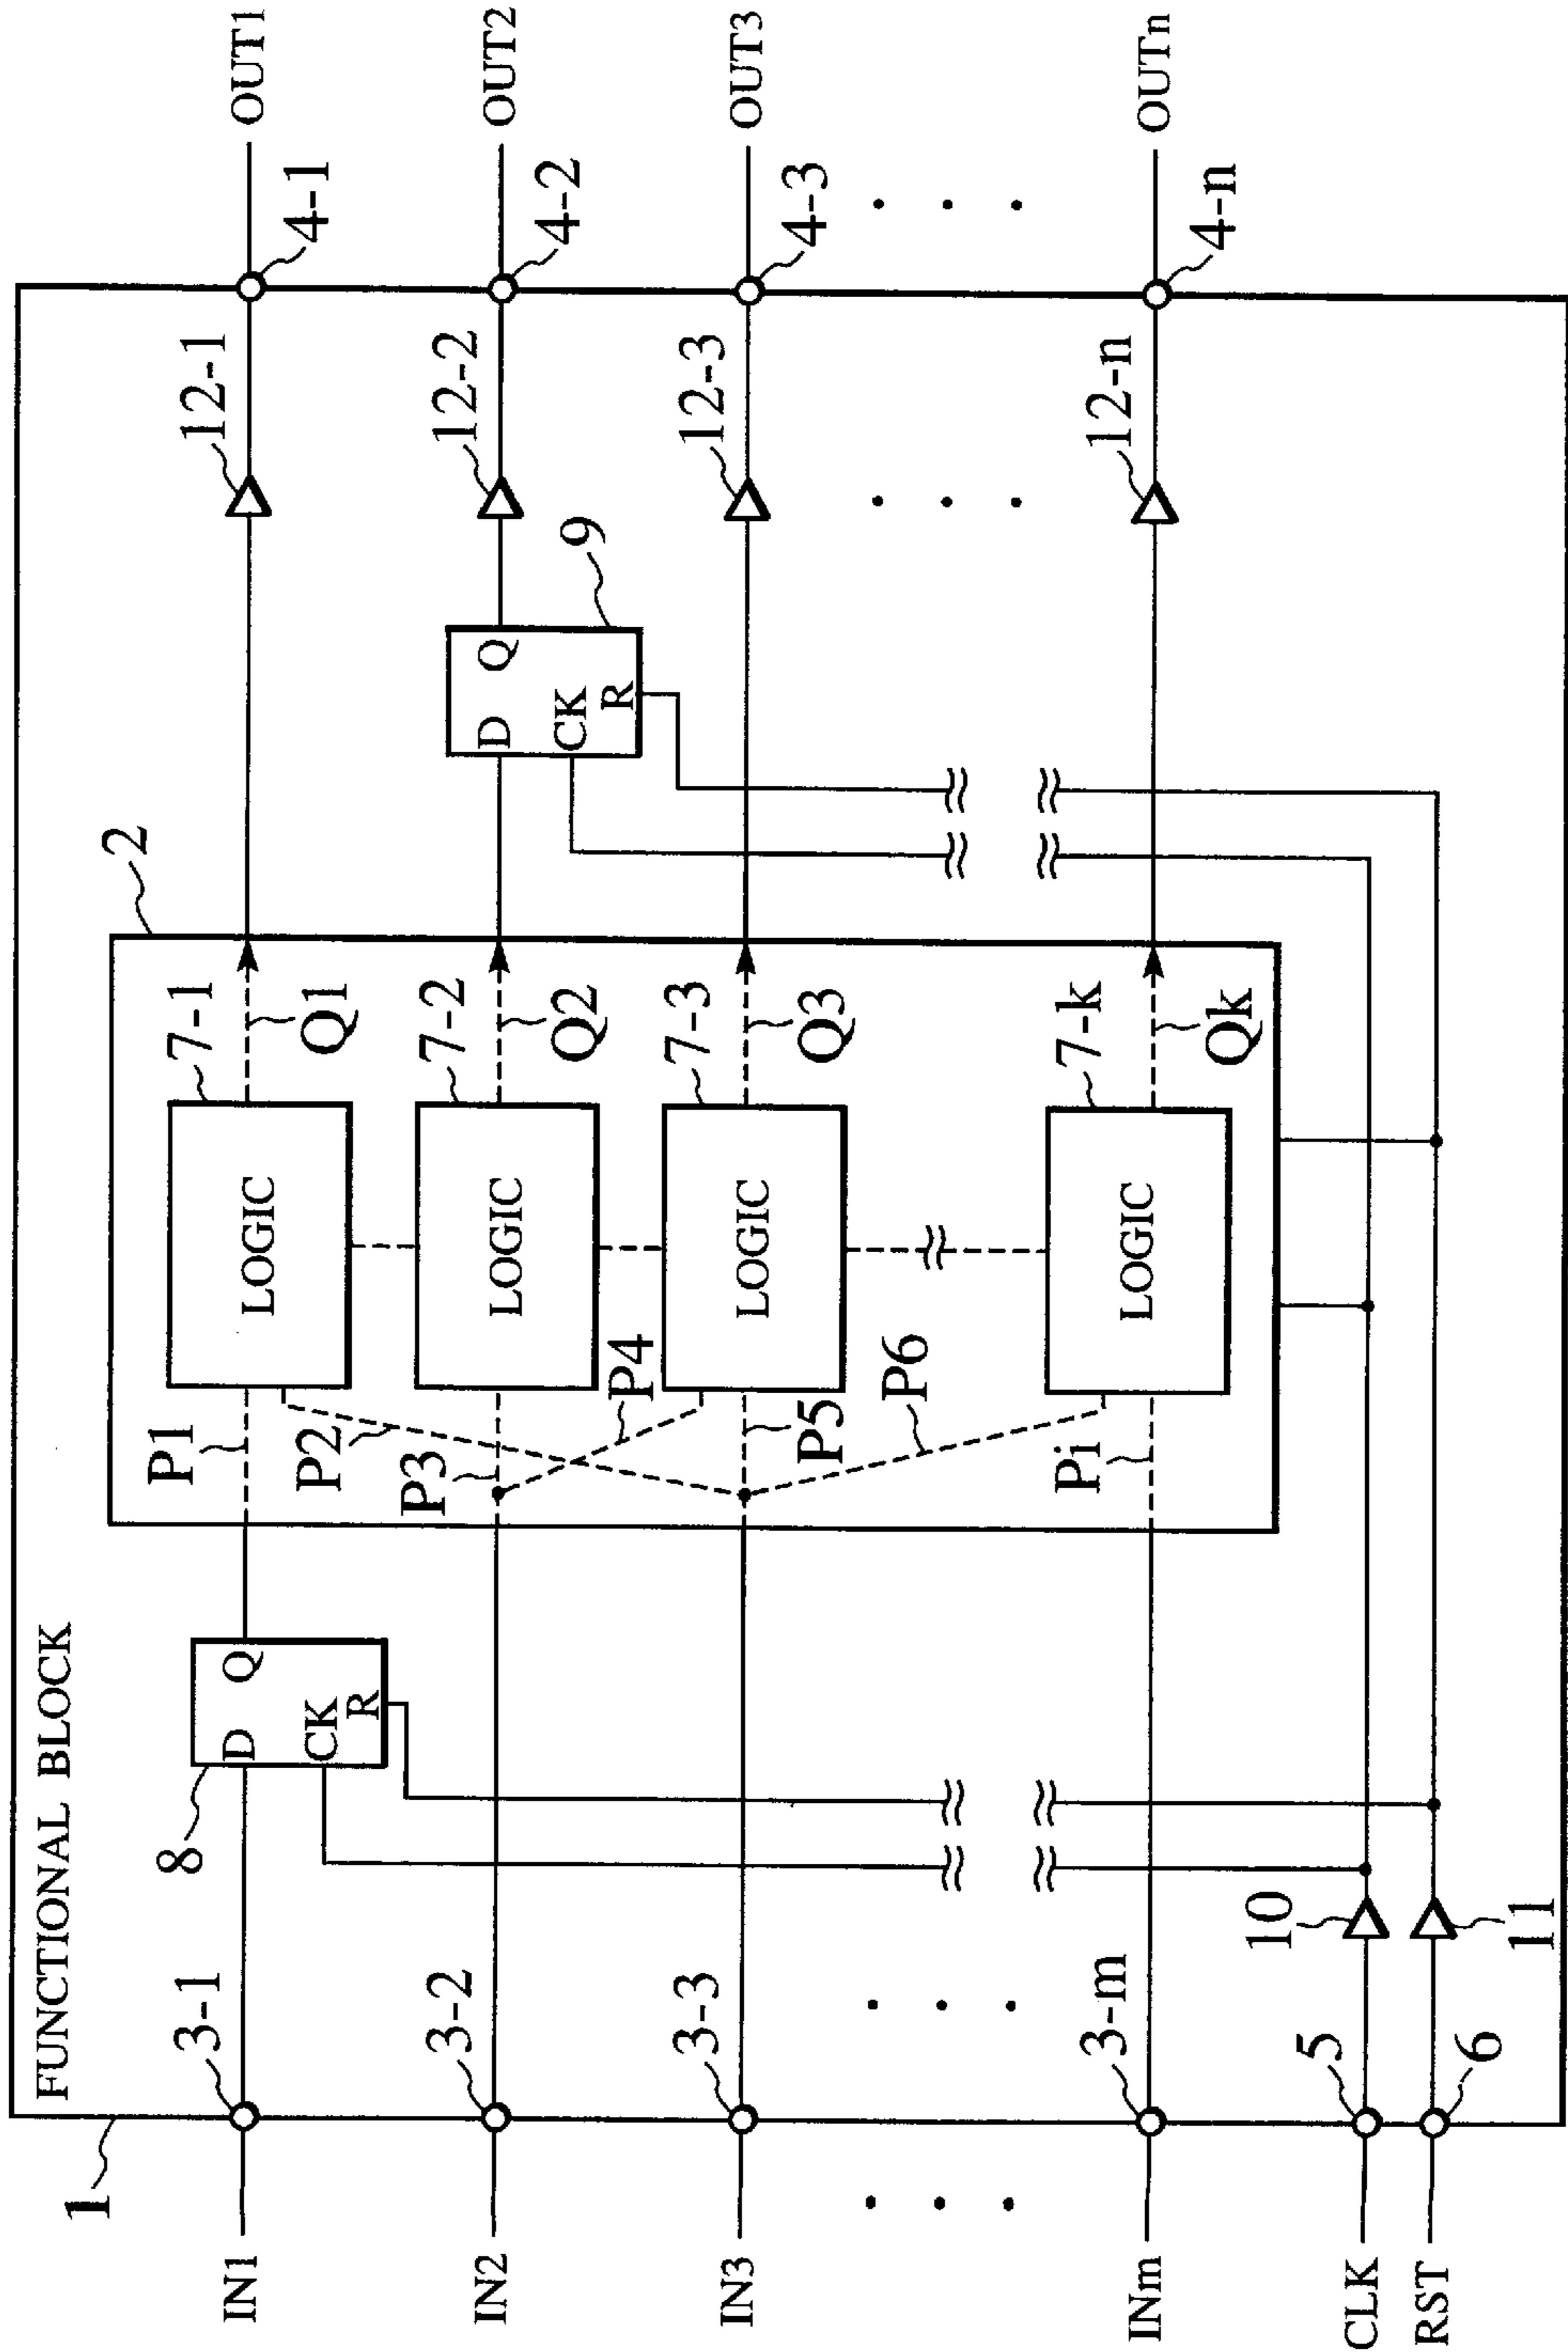 FUNCTIONAL BLOCK
1
2
IN1
3-1
8
D
Q
CK
R
P1
P2
LOGIC
7-1
Q1
12-1
4-1
OUT1
IN2
3-2
P3
P4
LOGIC
7-2
Q2
D
Q
CK
R
9
12-2
4-2
OUT2
IN3
3-3
P5
P6
LOGIC
7-3
Q3
12-3
4-3
OUT3
INm
3-m
Pi
LOGIC
7-k
Qk
12-n
4-n
OUTn
CLK
5
10
RST
6
11